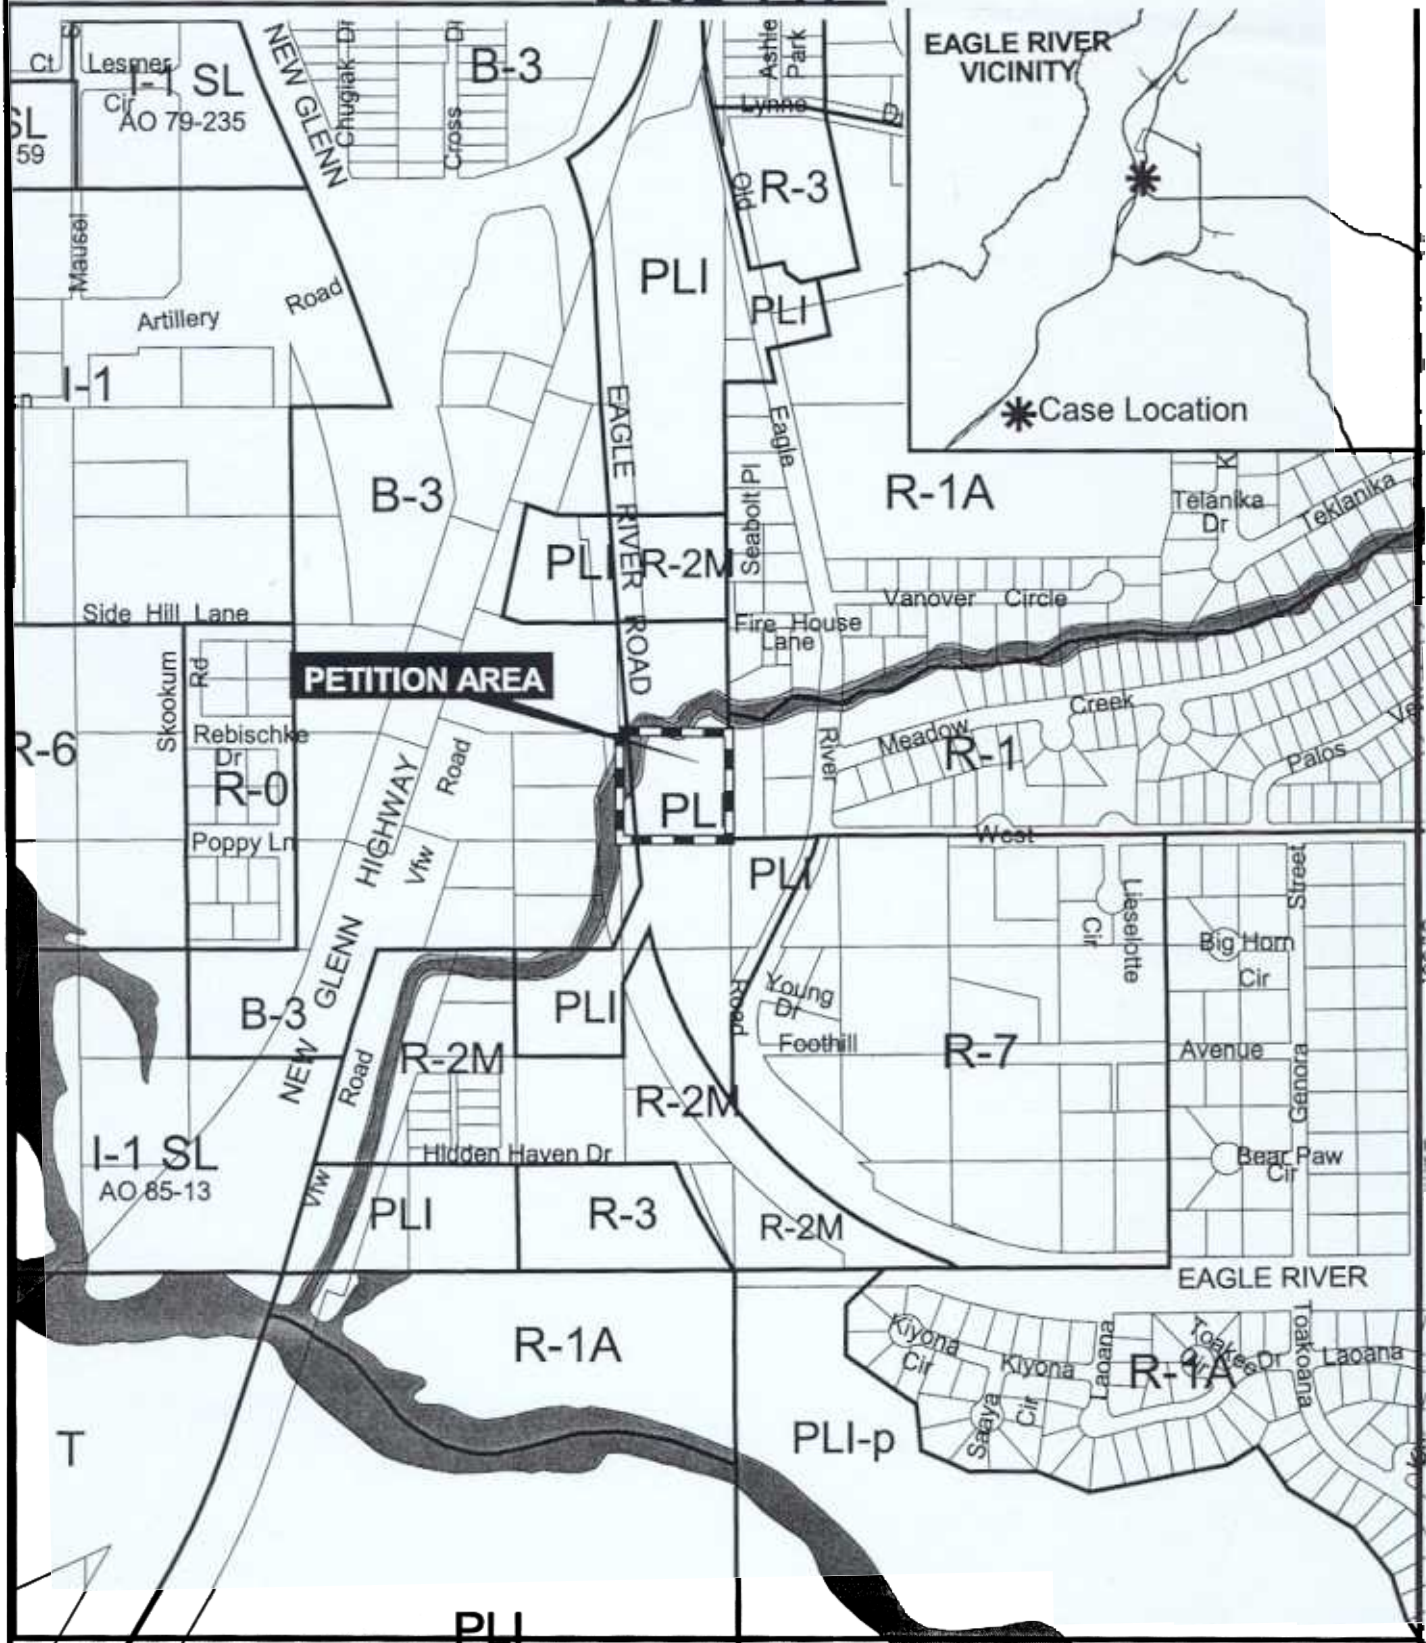 Ct
Lesmer
Cir
I-1 SL
AO 79-235
SL
59
NEW GLENN
Chugiak Dr
Cross
Dr
B-3
Ashle
Park
Lynne
Dr
Old
R-3
EAGLE RIVER
VICINITY
Case Location
Mausel
Artillery
Road
I-1
PLI
PLI
B-3
EAGLE RIVER ROAD
Eagle
Seabolt Pl
R-1A
Telanika
Dr
Teklanika
PLI
R-2M
Vanover Circle
Side Hill Lane
Fire House
Lane
PETITION AREA
Skookum
Rd
Rebischke
Dr
R-6
R-0
Poppy Ln
NEW GLENN HIGHWAY
Road
Vfw
PLI
River
Meadow
Creek
R-1
Palos
West
PLI
Lieselotte
Cir
Street
Big Horn
Cir
B-3
PLI
Road
Young
Dr
Foothill
R-7
Avenue
Genora
R-2M
Road
Vfw
R-2M
Hidden Haven Dr
Bear Paw
Cir
I-1 SL
AO 85-13
PLI
R-3
R-2M
EAGLE RIVER
R-1A
Kiyona
Cir
Kiyona
Saaya
Cir
Laoana
R-1A
Toakee
Cir
Dr
Toakoana
Laoana
T
PLI-p
PLI